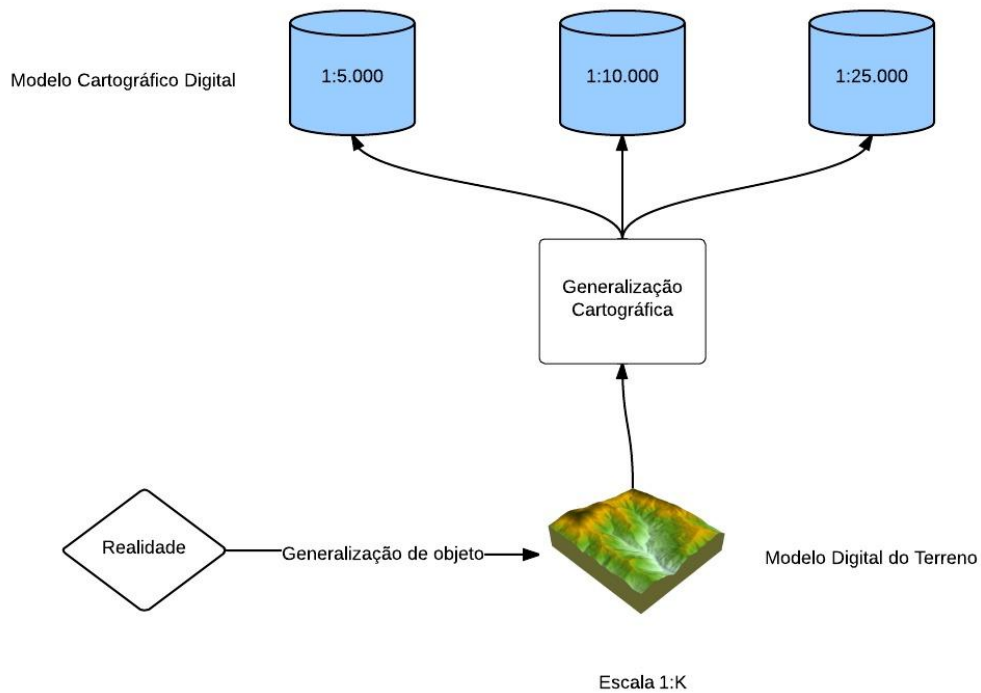 1:5.000
1:10.000
1:25.000
Modelo Cartográfico Digital
Generalização
Cartográfica
Realidade
Generalização de objeto
Modelo Digital do Terreno
Escala 1:K